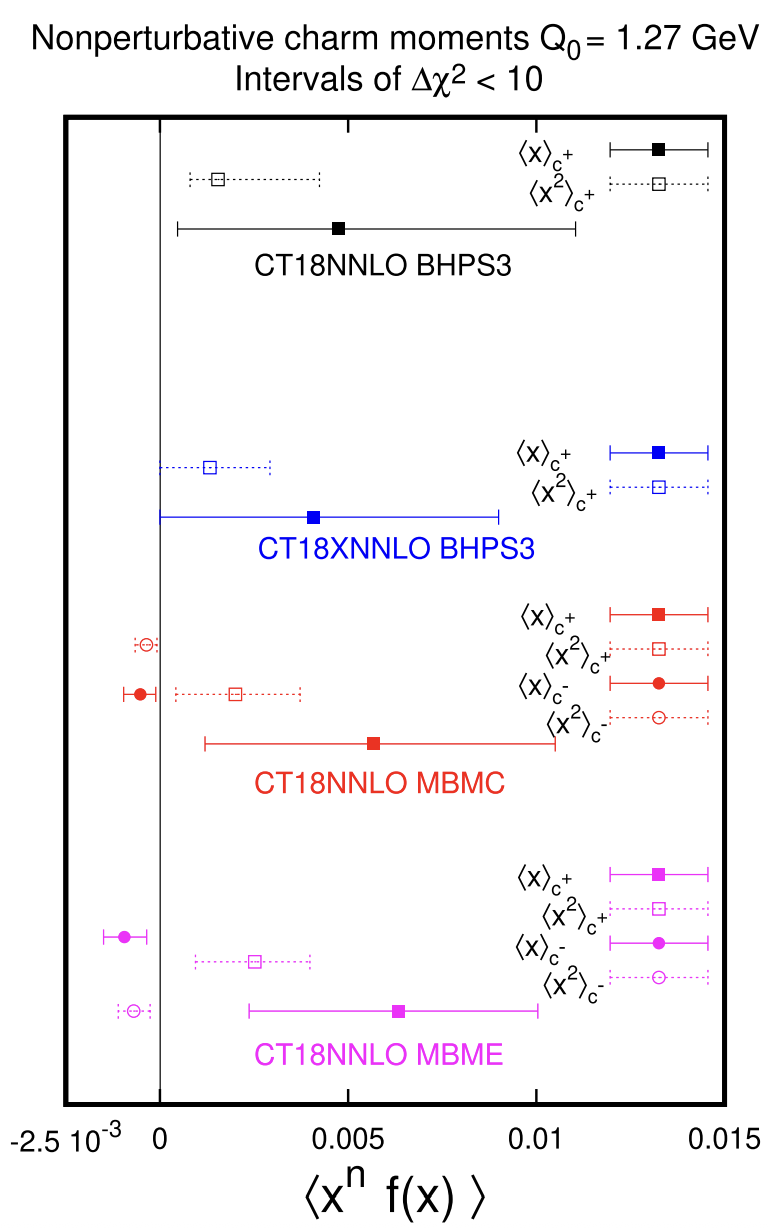 Nonperturbative charm moments Q₀ = 1.27 GeV
Intervals of Δχ² < 10
⟨x⟩c⁺
⟨x²⟩c⁺
CT18NNLO BHPS3
⟨x⟩c⁺
⟨x²⟩c⁺
CT18XNNLO BHPS3
⟨x⟩c⁺
⟨x²⟩c⁺
⟨x⟩c⁻
⟨x²⟩c⁻
CT18NNLO MBMC
⟨x⟩c⁺
⟨x²⟩c⁺
⟨x⟩c⁻
⟨x²⟩c⁻
CT18NNLO MBME
-2.5 10⁻³ 0 0.005 0.01 0.015
⟨xⁿ f(x) ⟩